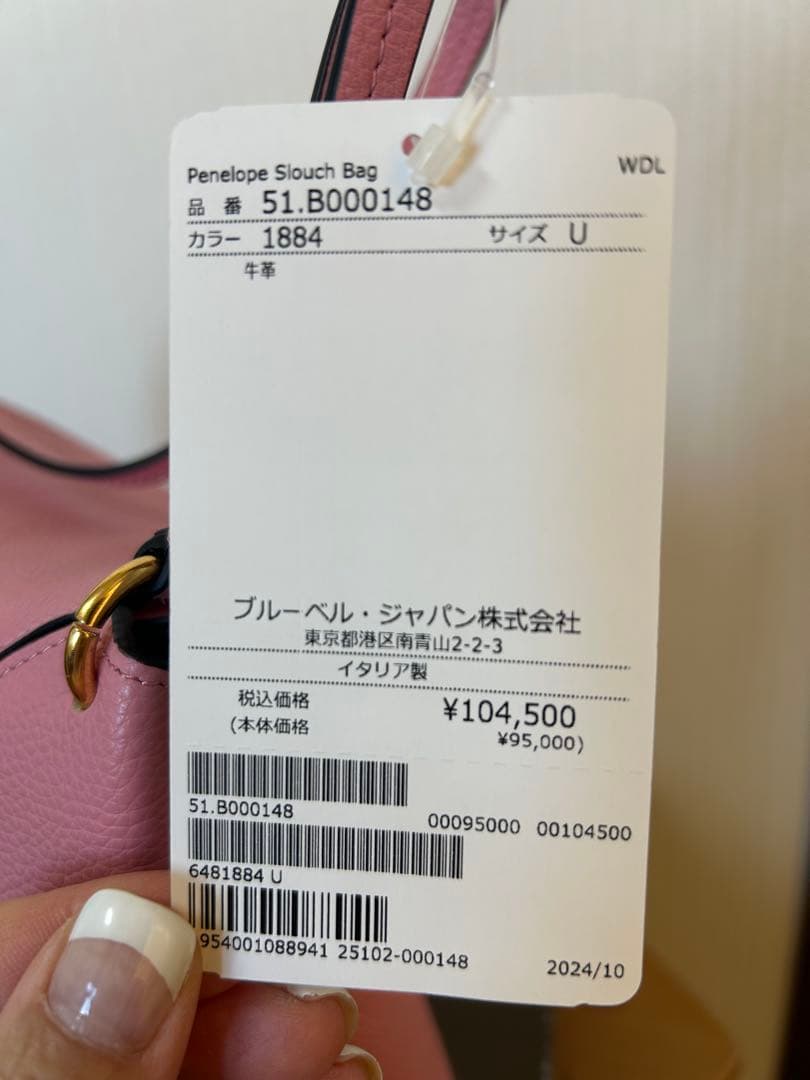 Penelope Slouch Bag WDL
品 番 51.B000148
カラー 1884 サイズ U
牛革
ブルーベル・ジャパン株式会社
東京都港区南青山2-2-3
イタリア製
税込価格 ¥104,500
(本体価格 ¥95,000)
51.B000148 00095000 00104500
6481884 U
954001088941 25102-000148
2024/10